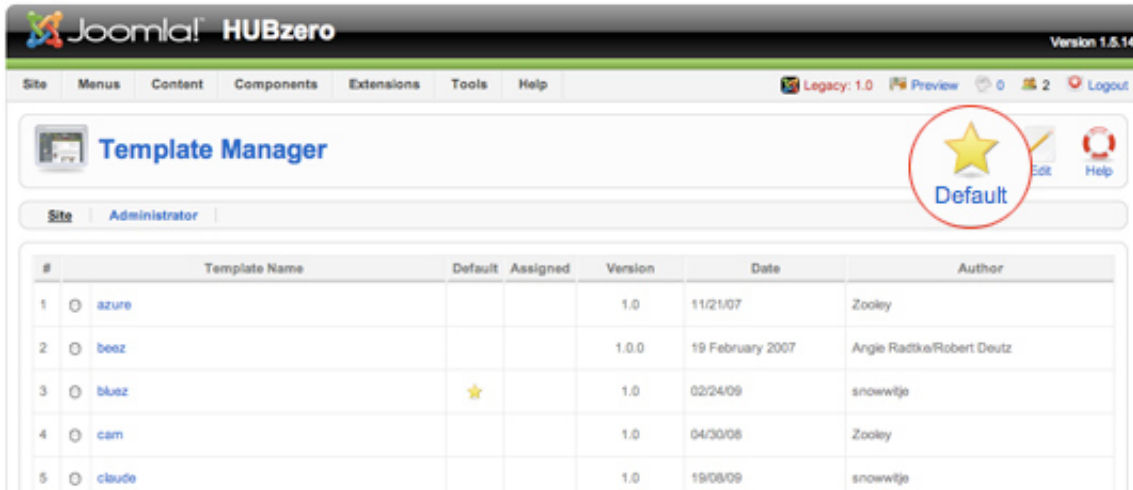 Joomla! HUBzero
Version 1.5.14
Site Menus Content Components Extensions Tools Help Legacy: 1.0 Preview 0 2 Logout
Template Manager
Default Edit Help
Site Administrator
# Template Name Default Assigned Version Date Author
1 azure 1.0 11/21/07 Zooley
2 beez 1.0.0 19 February 2007 Angie Radtke/Robert Deutz
3 bluez 1.0 02/24/09 snowwitje
4 cam 1.0 04/30/08 Zooley
5 claude 1.0 19/08/09 snowwitje